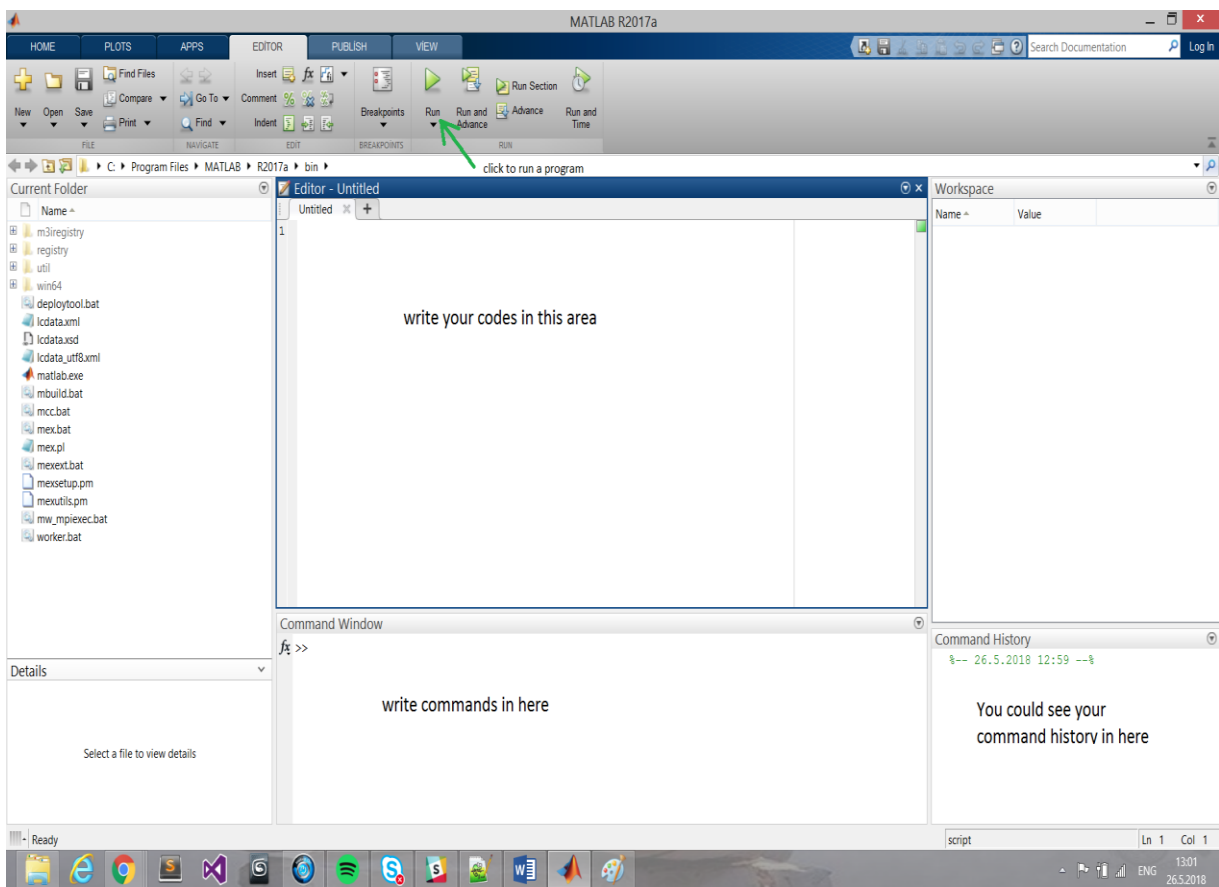 MATLAB R2017a
HOME PLOTS APPS EDITOR PUBLISH VIEW
Search Documentation
Log In
Find Files
Insert fx
Compare
Go To
Comment
Run Section
New Open Save
Print
Find
Indent
Breakpoints
Run
Run and
Advance
Advance
Run and
Time
FILE NAVIGATE EDIT BREAKPOINTS RUN
C: Program Files MATLAB R2017a bin
click to run a program
Current Folder
Editor - Untitled
Workspace
Name
Untitled
Name Value
1
m3iregistry
registry
util
win64
deploytool.bat
lcdata.xml
lcdata.xsd
lcdata_utf8.xml
matlab.exe
mbuild.bat
mcc.bat
mex.bat
mex.pl
mexext.bat
mexsetup.pm
mexutils.pm
mw_mpiexec.bat
worker.bat
write your codes in this area
Command Window
fx >>
write commands in here
Command History
%-- 26.5.2018 12:59 --%
You could see your
command history in here
Details
Select a file to view details
Ready
script
Ln 1 Col 1
ENG
13:01
26.5.2018